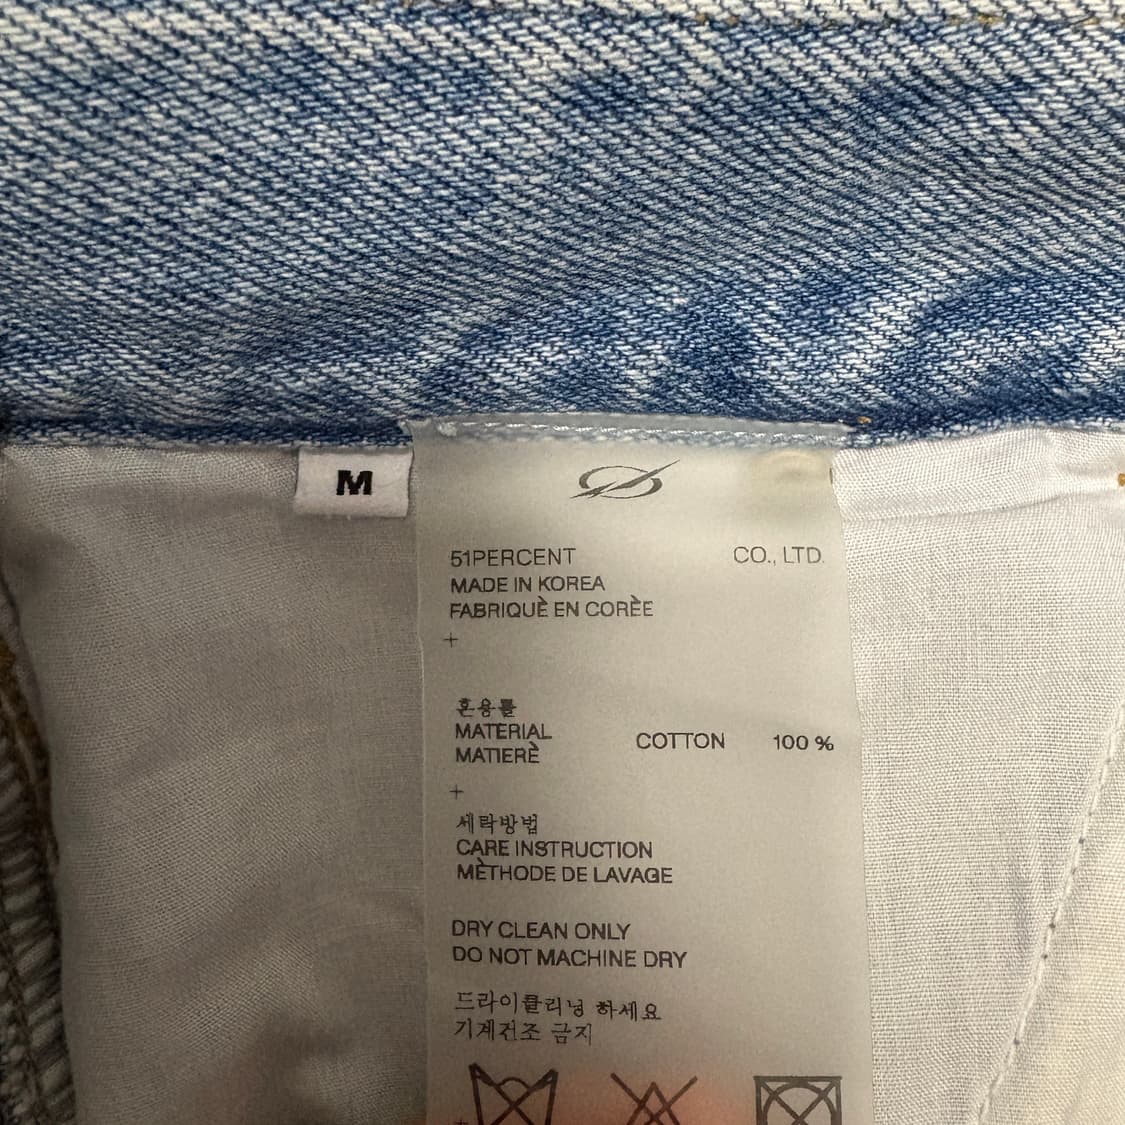 M
51PERCENT CO., LTD.
MADE IN KOREA
FABRIQUÈ EN CORÈE
+
혼용률
MATERIAL
MATIERÈ
COTTON 100 %
+
세탁방법
CARE INSTRUCTION
MÈTHODE DE LAVAGE
DRY CLEAN ONLY
DO NOT MACHINE DRY
드라이클리닝 하세요
기계건조 금지